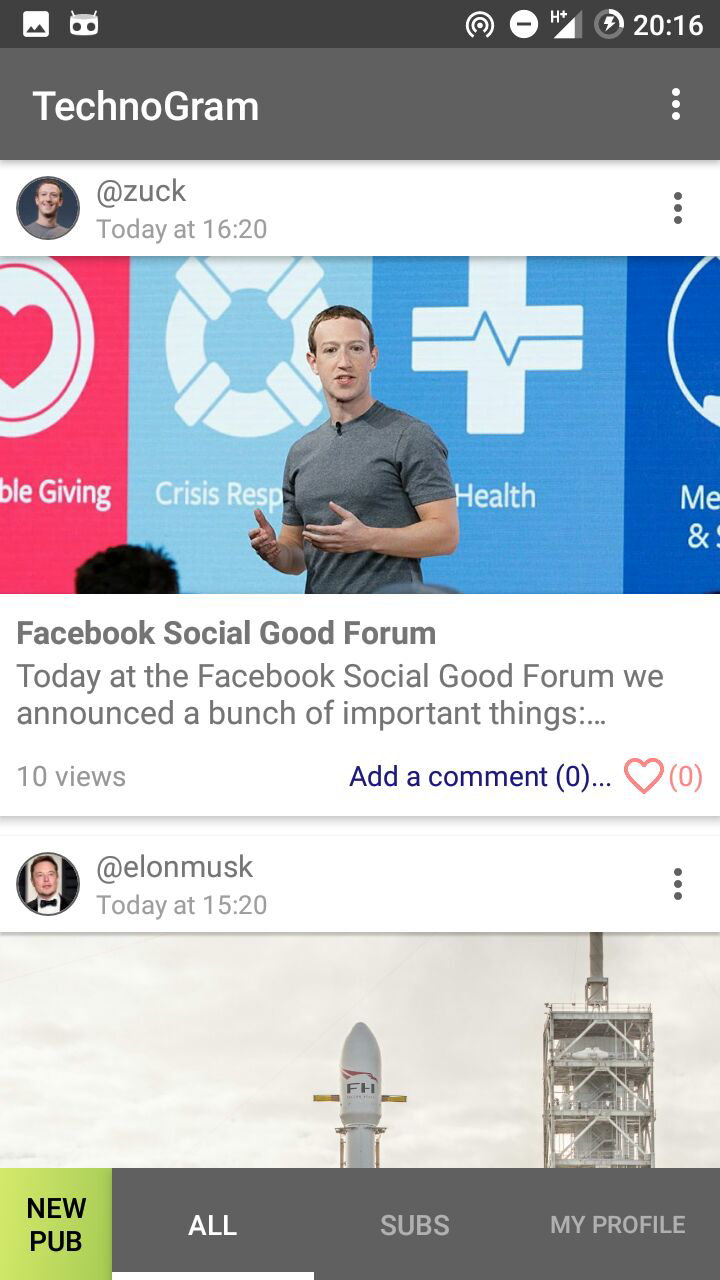 H+ 20:16
TechnoGram
@zuck
Today at 16:20
ble Giving
Crisis Resp
Health
Me
& S
Facebook Social Good Forum
Today at the Facebook Social Good Forum we
announced a bunch of important things:...
10 views Add a comment (0)... (0)
@elonmusk
Today at 15:20
FH
NEW
PUB
ALL SUBS MY PROFILE